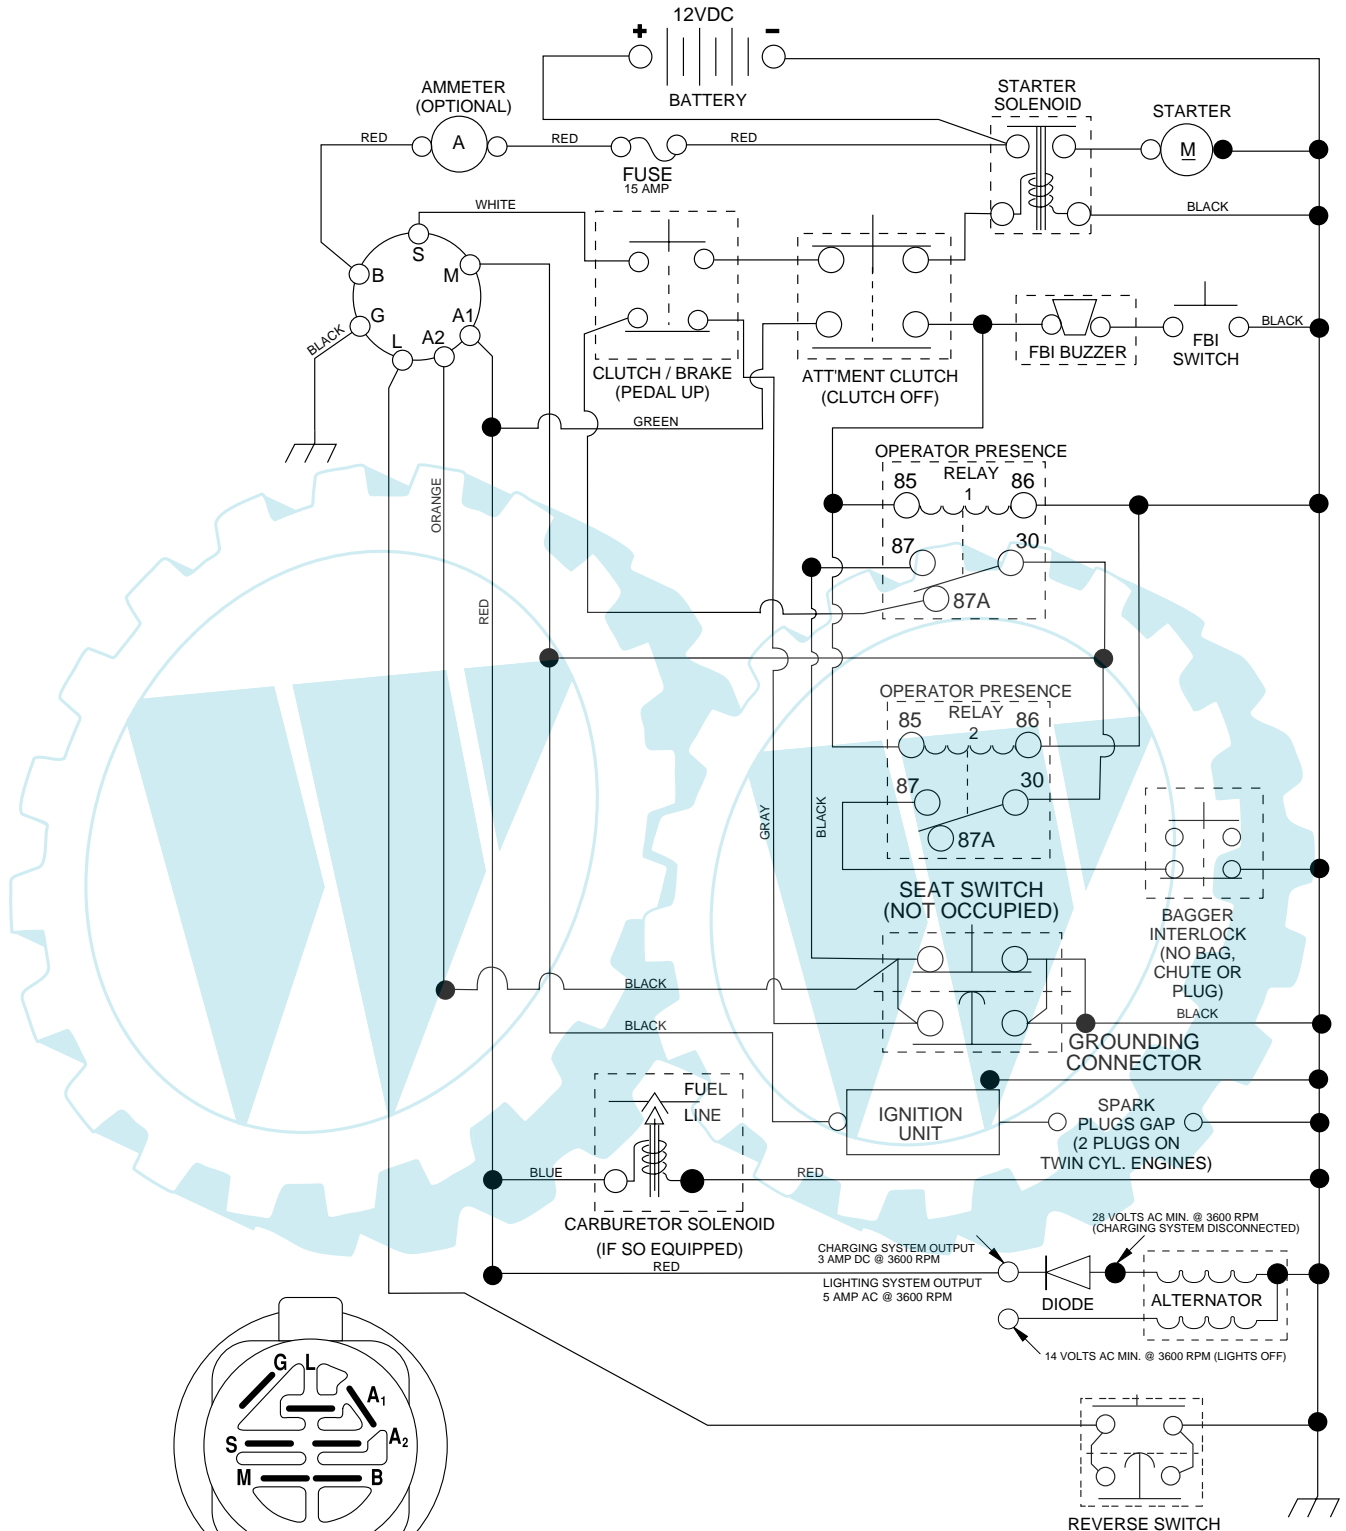 12VDC
+
−
BATTERY
AMMETER
(OPTIONAL)
A
RED
RED
RED
FUSE
15 AMP
STARTER
SOLENOID
STARTER
M
BLACK
WHITE
S
B
M
G
A1
L
A2
BLACK
CLUTCH / BRAKE
(PEDAL UP)
ATT'MENT CLUTCH
(CLUTCH OFF)
FBI BUZZER
FBI
SWITCH
BLACK
GREEN
OPERATOR PRESENCE
RELAY
1
85
86
87
30
87A
ORANGE
RED
OPERATOR PRESENCE
RELAY
2
85
86
87
30
87A
GRAY
BLACK
SEAT SWITCH
(NOT OCCUPIED)
BAGGER
INTERLOCK
(NO BAG,
CHUTE OR
PLUG)
BLACK
BLACK
BLACK
GROUNDING
CONNECTOR
FUEL
LINE
IGNITION
UNIT
SPARK
PLUGS GAP
(2 PLUGS ON
TWIN CYL. ENGINES)
BLUE
RED
CARBURETOR SOLENOID
(IF SO EQUIPPED)
RED
28 VOLTS AC MIN. @ 3600 RPM
(CHARGING SYSTEM DISCONNECTED)
CHARGING SYSTEM OUTPUT
3 AMP DC @ 3600 RPM
LIGHTING SYSTEM OUTPUT
5 AMP AC @ 3600 RPM
DIODE
ALTERNATOR
14 VOLTS AC MIN. @ 3600 RPM (LIGHTS OFF)
G
L
A1
S
A2
M
B
REVERSE SWITCH